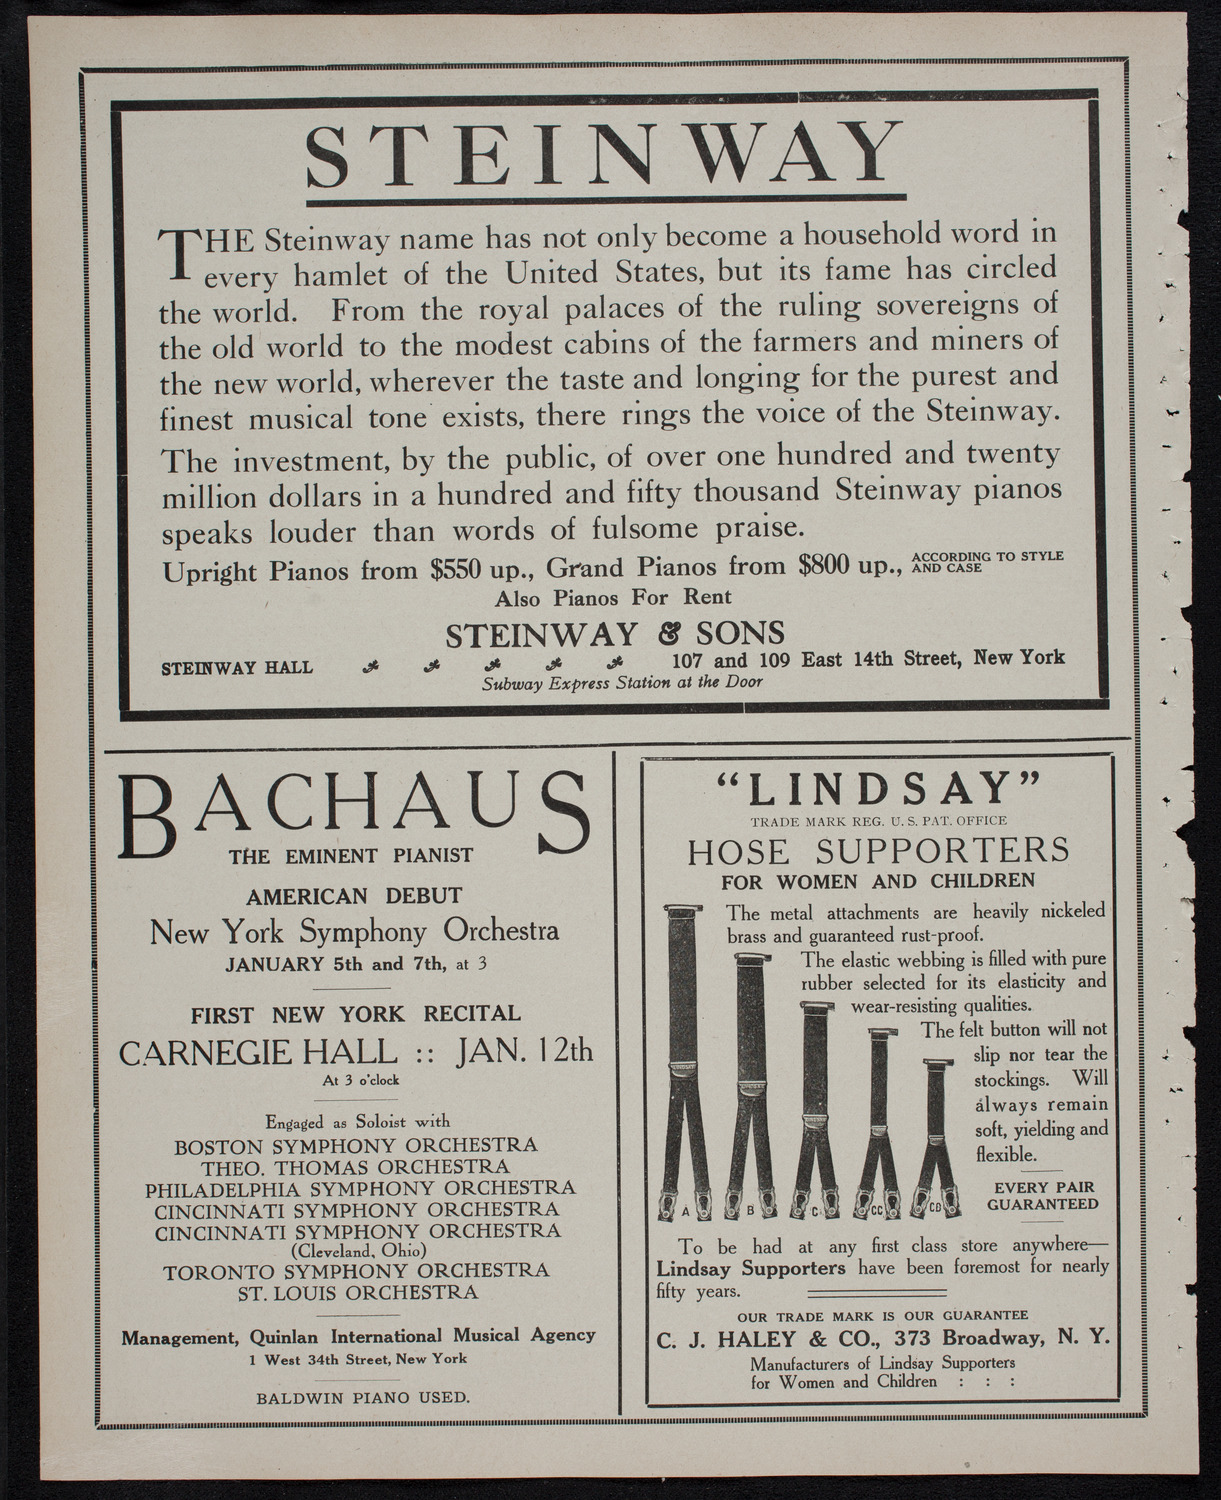 STEINWAY
THE Steinway name has not only become a household word in
every hamlet of the United States, but its fame has circled
the world. From the royal palaces of the ruling sovereigns of
the old world to the modest cabins of the farmers and miners of
the new world, wherever the taste and longing for the purest and
finest musical tone exists, there rings the voice of the Steinway.
The investment, by the public, of over one hundred and twenty
million dollars in a hundred and fifty thousand Steinway pianos
speaks louder than words of fulsome praise.
Upright Pianos from $550 up., Grand Pianos from $800 up., ACCORDING TO STYLE
AND CASE
Also Pianos For Rent
STEINWAY & SONS
STEINWAY HALL 107 and 109 East 14th Street, New York
Subway Express Station at the Door
BACHAUS
THE EMINENT PIANIST
AMERICAN DEBUT
New York Symphony Orchestra
JANUARY 5th and 7th, at 3
FIRST NEW YORK RECITAL
CARNEGIE HALL :: JAN. 12th
At 3 o'clock
Engaged as Soloist with
BOSTON SYMPHONY ORCHESTRA
THEO. THOMAS ORCHESTRA
PHILADELPHIA SYMPHONY ORCHESTRA
CINCINNATI SYMPHONY ORCHESTRA
CINCINNATI SYMPHONY ORCHESTRA
(Cleveland, Ohio)
TORONTO SYMPHONY ORCHESTRA
ST. LOUIS ORCHESTRA
Management, Quinlan International Musical Agency
1 West 34th Street, New York
BALDWIN PIANO USED.
"LINDSAY"
TRADE MARK REG. U. S. PAT. OFFICE
HOSE SUPPORTERS
FOR WOMEN AND CHILDREN
The metal attachments are heavily nickeled
brass and guaranteed rust-proof.
The elastic webbing is filled with pure
rubber selected for its elasticity and
wear-resisting qualities.
The felt button will not
slip nor tear the
stockings. Will
always remain
soft, yielding and
flexible.
EVERY PAIR
GUARANTEED
A B C CC CD
To be had at any first class store anywhere—
Lindsay Supporters have been foremost for nearly
fifty years.
OUR TRADE MARK IS OUR GUARANTEE
C. J. HALEY & CO., 373 Broadway, N. Y.
Manufacturers of Lindsay Supporters
for Women and Children : : :